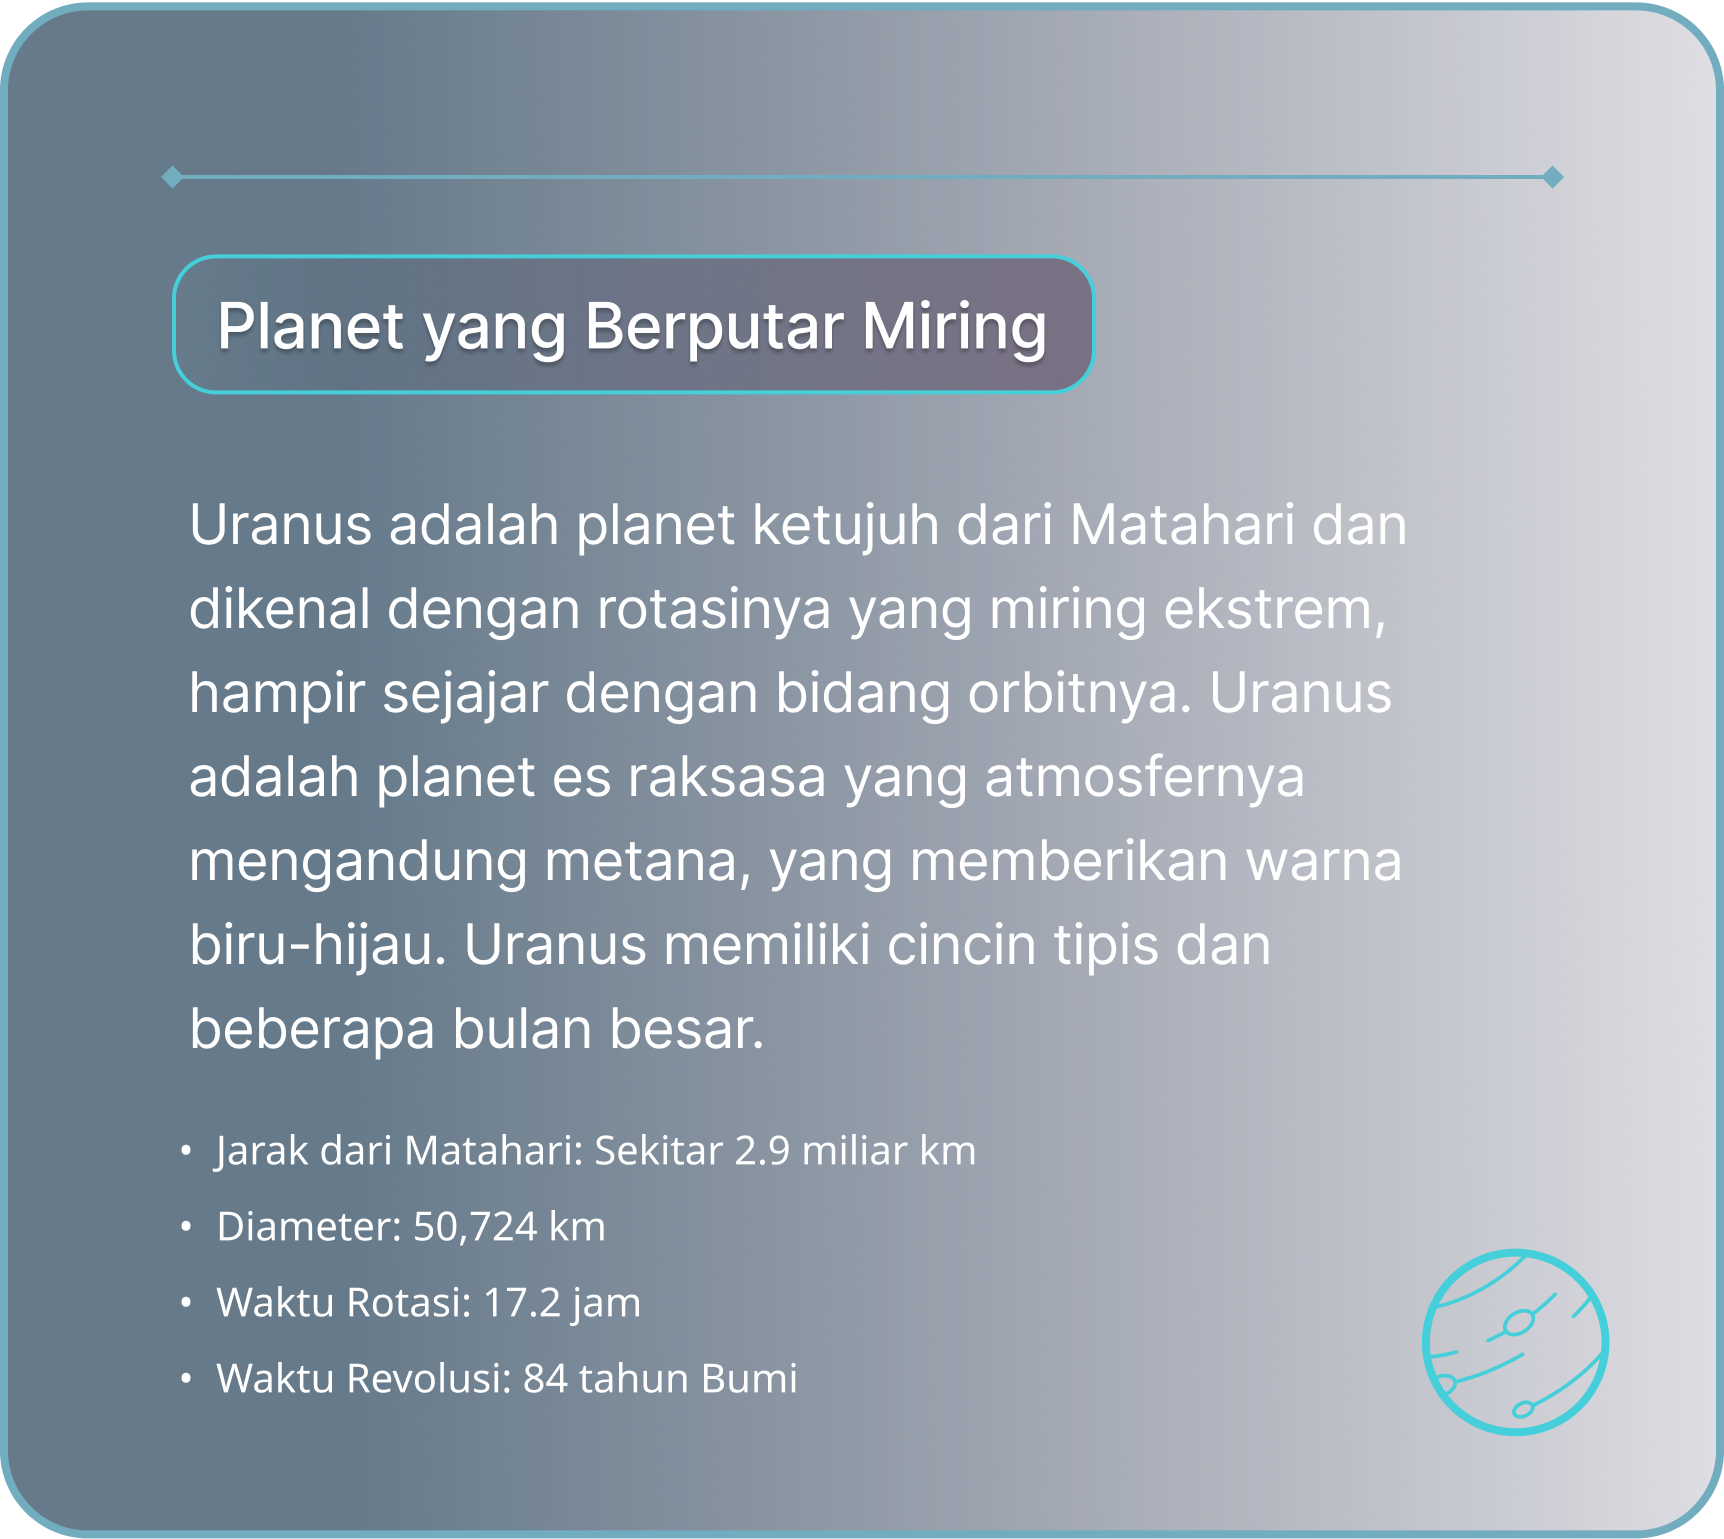 Planet yang Berputar Miring
Uranus adalah planet ketujuh dari Matahari dan
dikenal dengan rotasinya yang miring ekstrem,
hampir sejajar dengan bidang orbitnya. Uranus
adalah planet es raksasa yang atmosfernya
mengandung metana, yang memberikan warna
biru-hijau. Uranus memiliki cincin tipis dan
beberapa bulan besar.
• Jarak dari Matahari: Sekitar 2.9 miliar km
• Diameter: 50,724 km
• Waktu Rotasi: 17.2 jam
• Waktu Revolusi: 84 tahun Bumi